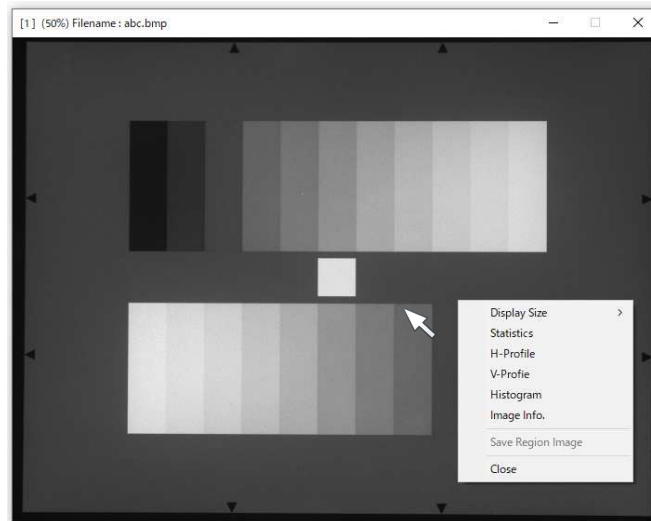 [1] (50%) Filename : abc.bmp
Display Size >
Statistics
H-Profile
V-Profie
Histogram
Image Info.
Save Region Image
Close